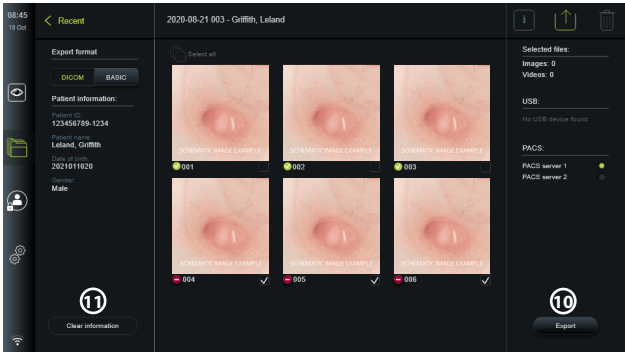 08:45
18 Oct
Recent
2020-08-21 003 - Griffith, Leland
i
Export format
DICOM BASIC
Patient information:
Patient ID:
123456789-1234
Patient name:
Leland, Griffith
Date of birth:
2021011020
Gender:
Male
11
Clear information
Select all
SCHEMATIC IMAGE EXAMPLE
SCHEMATIC IMAGE EXAMPLE
SCHEMATIC IMAGE EXAMPLE
001
002
003
SCHEMATIC IMAGE EXAMPLE
SCHEMATIC IMAGE EXAMPLE
SCHEMATIC IMAGE EXAMPLE
004
005
006
Selected files:
Images: 0
Videos: 0
USB:
No USB device found
PACS:
PACS server 1
PACS server 2
10
Export